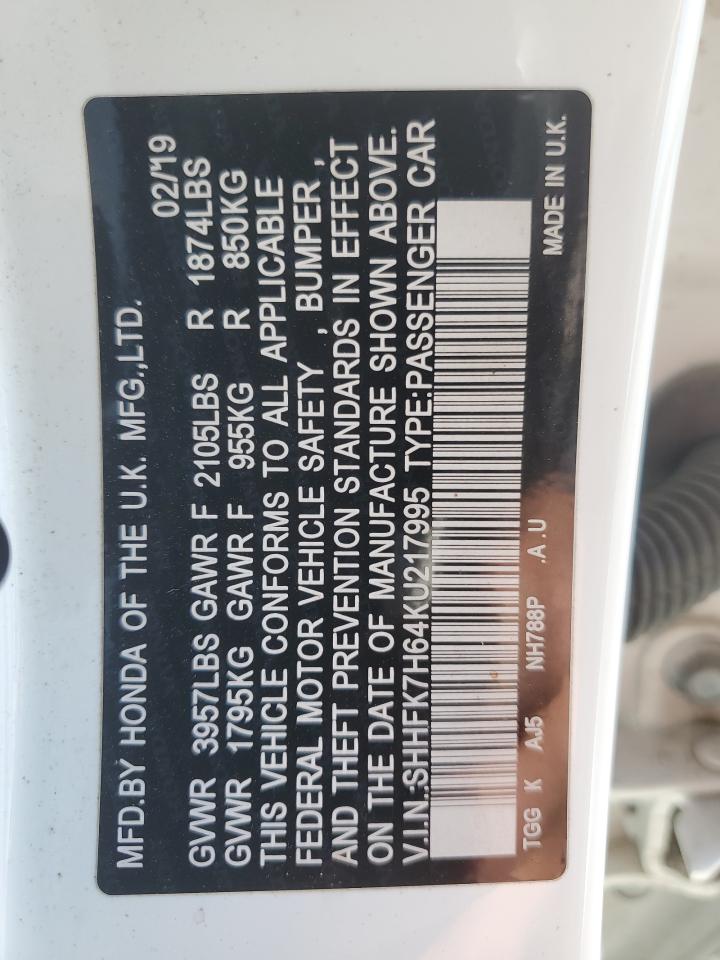 MFD.BY HONDA OF THE U.K. MFG.,LTD. 02/19
GVWR 3957LBS GAWR F 2105LBS R 1874LBS
GVWR 1795KG GAWR F 955KG R 850KG
THIS VEHICLE CONFORMS TO ALL APPLICABLE
FEDERAL MOTOR VEHICLE SAFETY , BUMPER ,
AND THEFT PREVENTION STANDARDS IN EFFECT
ON THE DATE OF MANUFACTURE SHOWN ABOVE.
V.I.N.:SHHFK7H64KU217995 TYPE:PASSENGER CAR
TGG K AJ5 NH788P .A .U MADE IN U.K.